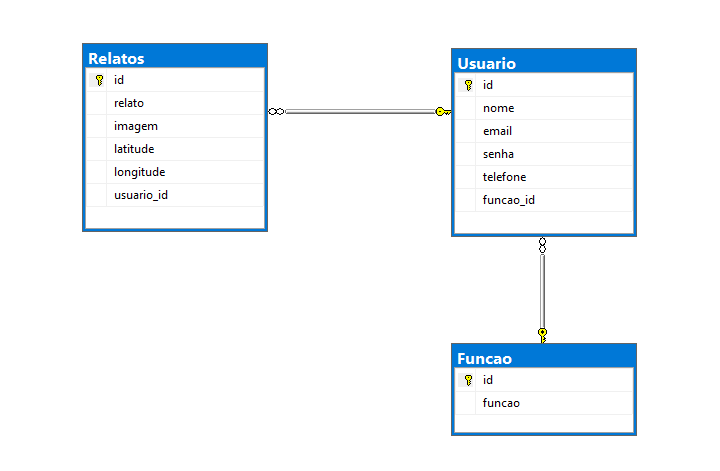 Relatos
id
relato
imagem
latitude
longitude
usuario_id
Usuario
id
nome
email
senha
telefone
funcao_id
Funcao
id
funcao